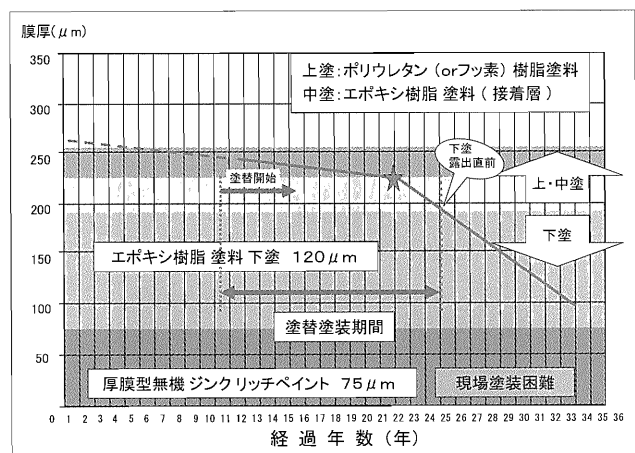 膜厚(μm)
350
300
250
200
150
100
50
上塗:ポリウレタン (orフッ素) 樹脂塗料
中塗:エポキシ樹脂 塗料 ( 接着層 )
下塗
露出直前
塗替開始
上・中塗
下塗
エポキシ樹脂 塗料 下塗 120μm
塗替塗装期間
厚膜型無機 ジンク リッチペイント 75μm
現場塗装困難
0 1 2 3 4 5 6 7 8 9 10 11 12 13 14 15 16 17 18 19 20 21 22 23 24 25 26 27 28 29 30 31 32 33 34 35 36
経 過 年 数 (年)